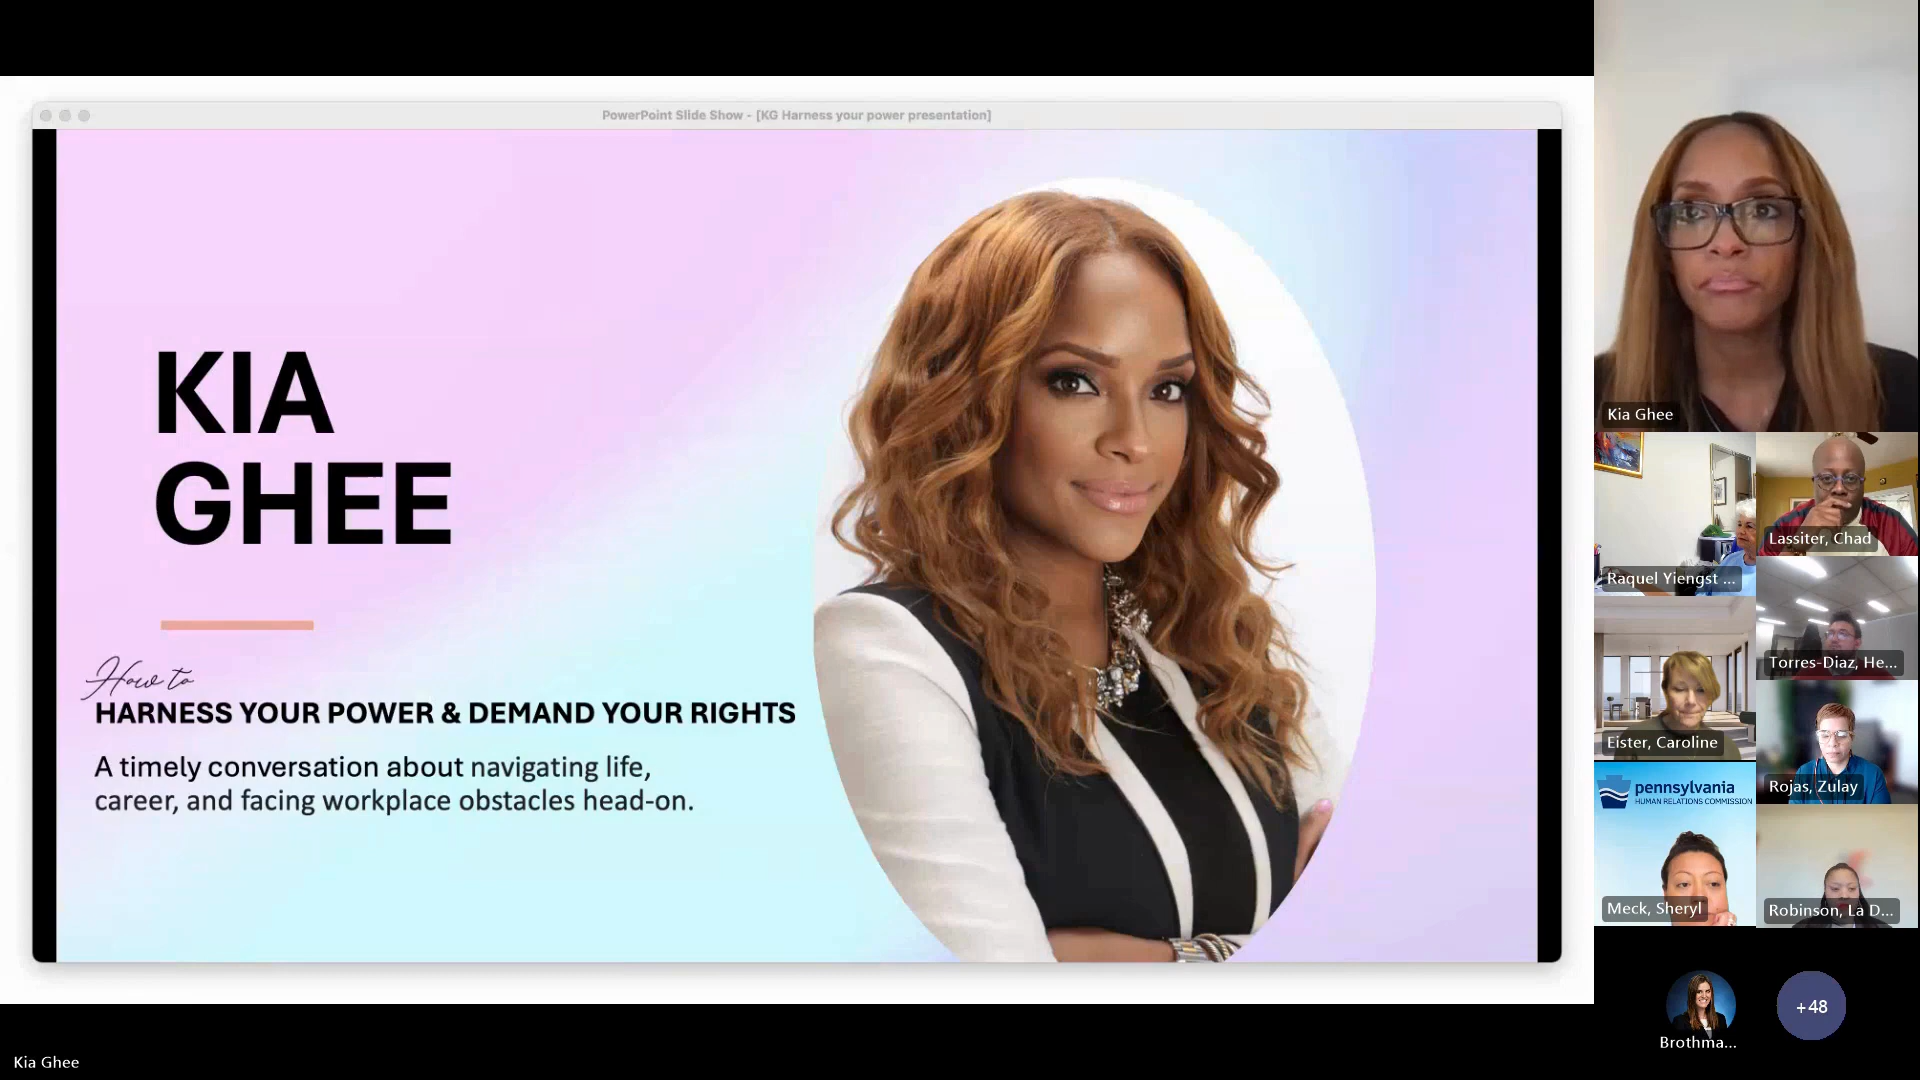 PowerPoint Slide Show - [KG Harness your power presentation]
KIA
GHEE
How to
HARNESS YOUR POWER & DEMAND YOUR RIGHTS
A timely conversation about navigating life,
career, and facing workplace obstacles head-on.
Kia Ghee
Raquel Yiengst ...
Lassiter, Chad
Torres-Diaz, He...
Eister, Caroline
Rojas, Zulay
pennsylvania
HUMAN RELATIONS COMMISSION
Meck, Sheryl
Robinson, La D...
Brothma...
+48
Kia Ghee